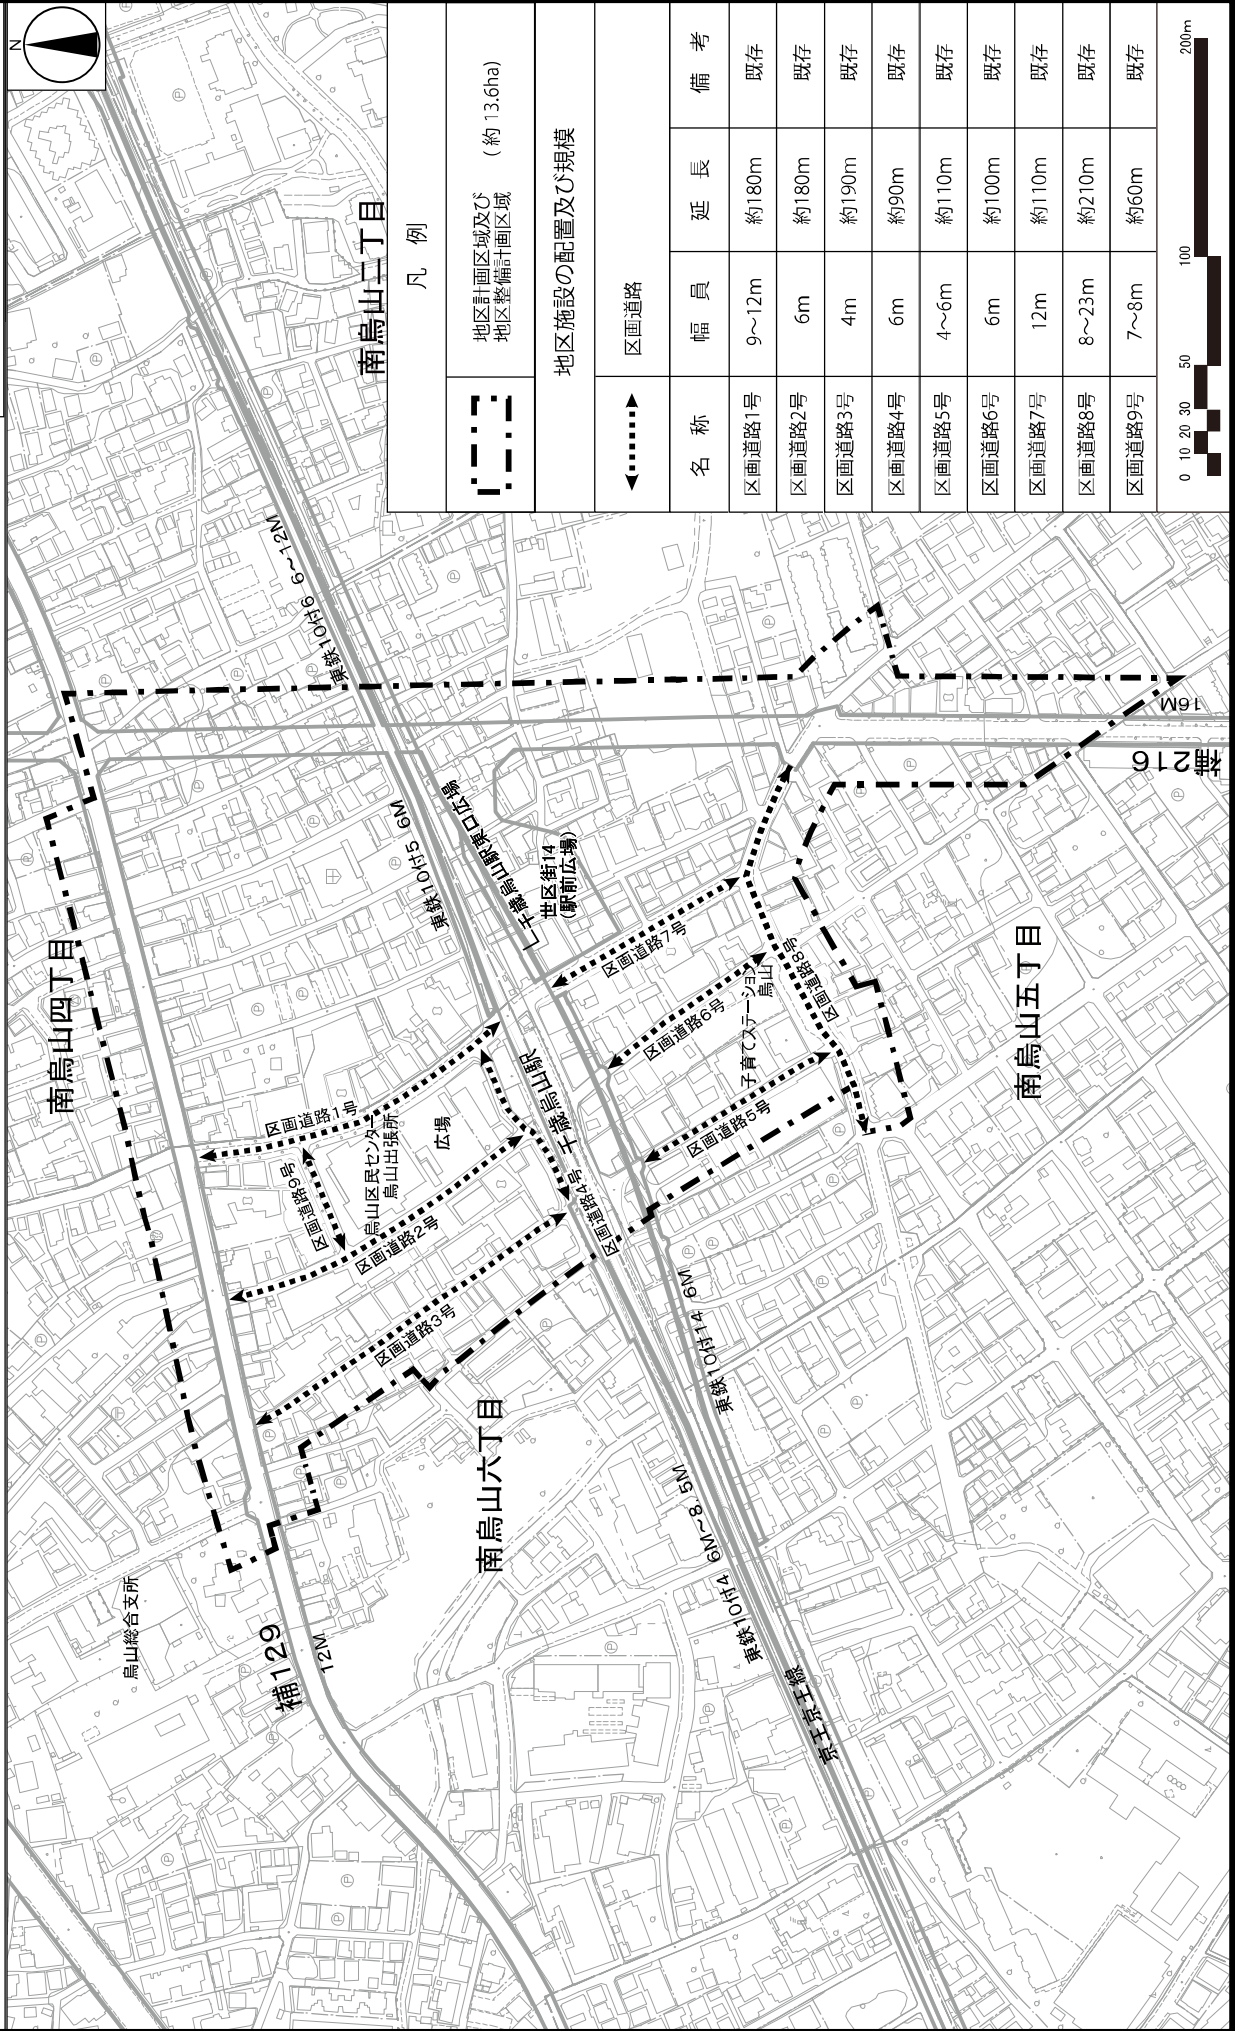 N
南烏山四丁目
南烏山二丁目
南烏山五丁目
南烏山六丁目
烏山総合支所
補129
12M
補216
16M
東鉄10付6 6~12M
東鉄10付5 6M
千歳烏山駅東口広場
世区街14
(駅前広場)
千歳烏山駅
烏山区民センター
烏山出張所
広場
子育てステーション
烏山
区画道路1号
区画道路2号
区画道路3号
区画道路4号
区画道路5号
区画道路6号
区画道路7号
区画道路8号
区画道路9号
東鉄10付14 6M
東鉄10付4 6M~8.5M
京王京王線
凡 例
地区計画区域及び
地区整備計画区域
(約 13.6ha)
地区施設の配置及び規模
区画道路
名 称 幅 員 延 長 備 考
区画道路1号 9~12m 約180m 既存
区画道路2号 6m 約180m 既存
区画道路3号 4m 約190m 既存
区画道路4号 6m 約90m 既存
区画道路5号 4~6m 約110m 既存
区画道路6号 6m 約100m 既存
区画道路7号 12m 約110m 既存
区画道路8号 8~23m 約210m 既存
区画道路9号 7~8m 約60m 既存
0 10 20 30 50 100 200m